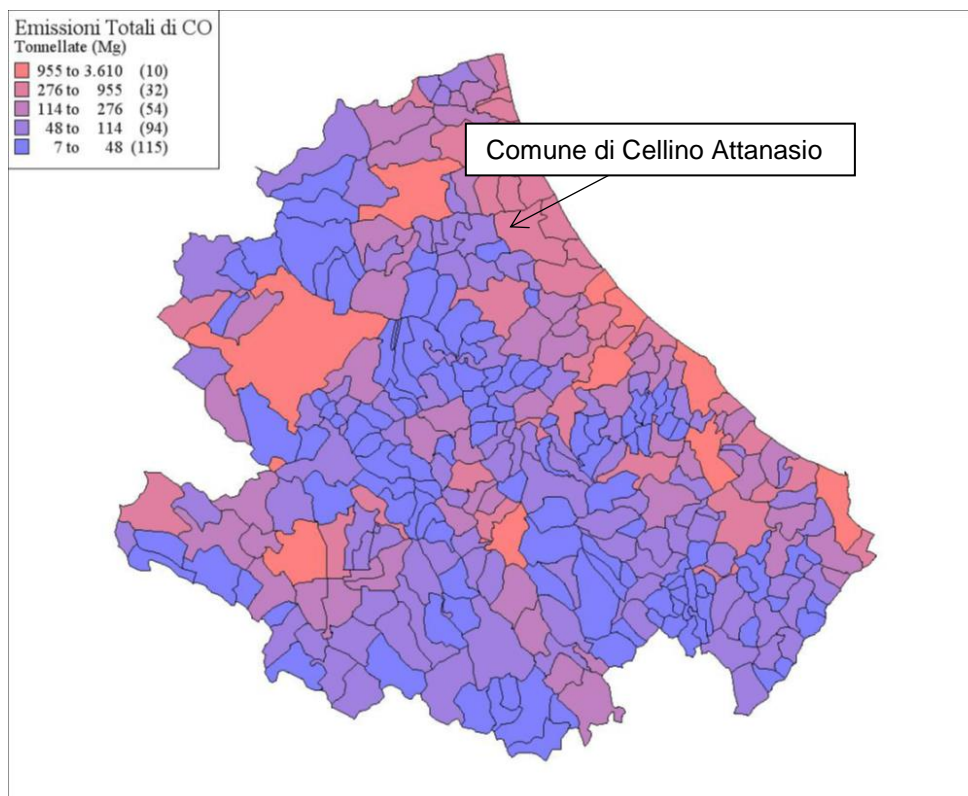 Emissioni Totali di CO
Tonnellate (Mg)
955 to 3.610 (10)
276 to 955 (32)
114 to 276 (54)
48 to 114 (94)
7 to 48 (115)
Comune di Cellino Attanasio